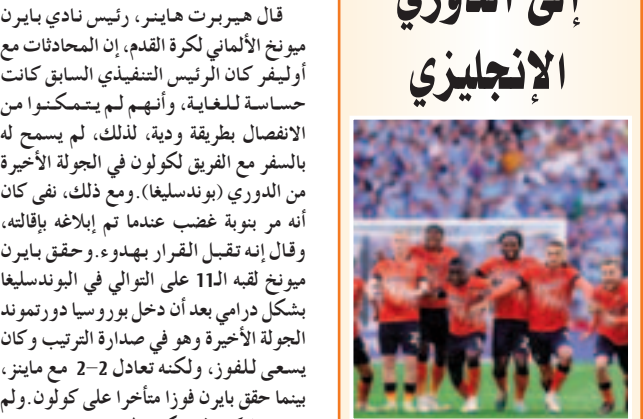 إلى الدوري
الإنجليزي
قال هيربرت هاينر، رئيس نادي بايرن
ميونخ الألماني لكرة القدم، إن المحادثات مع
أوليفر كان الرئيس التنفيذي السابق كانت
حساسة للغاية، وأنهم لم يتمكنوا من
الانفصال بطريقة ودية، لذلك، لم يسمح له
بالسفر مع الفريق لكولون في الجولة الأخيرة
من الدوري (بوندسليغا).ومع ذلك، نفى كان
أنه مر بنوبة غضب عندما تم إبلاغه بإقالته،
وقال إنه تقبل القرار بهدوء.وحقق بايرن
ميونخ لقبه الـ11 على التوالي في البوندسليغا
بشكل درامي بعد أن دخل بوروسيا دورتموند
الجولة الأخيرة وهو في صدارة الترتيب وكان
يسعى للفوز، ولكنه تعادل 2–2 مع ماينز،
بينما حقق بايرن فوزا متأخرا على كولون.ولم